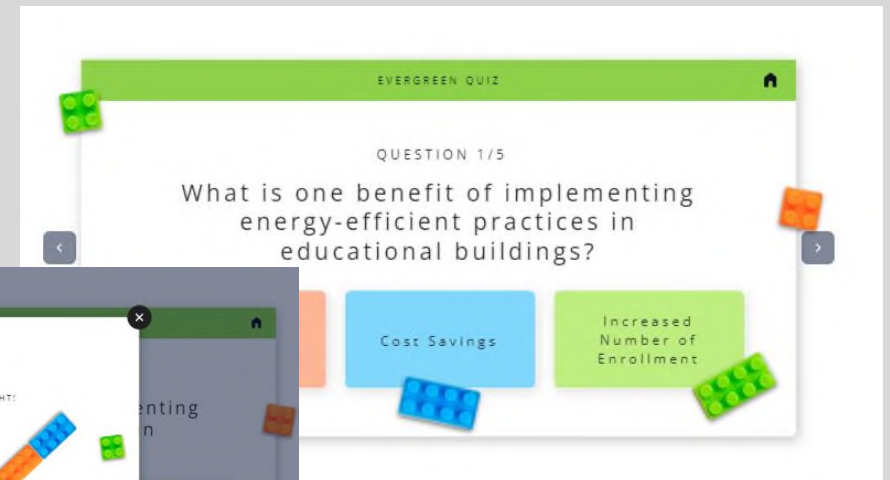 EVERGREEN QUIZ
QUESTION 1/5
What is one benefit of implementing
energy-efficient practices in
educational buildings?
Cost Savings
Increased
Number of
Enrollment